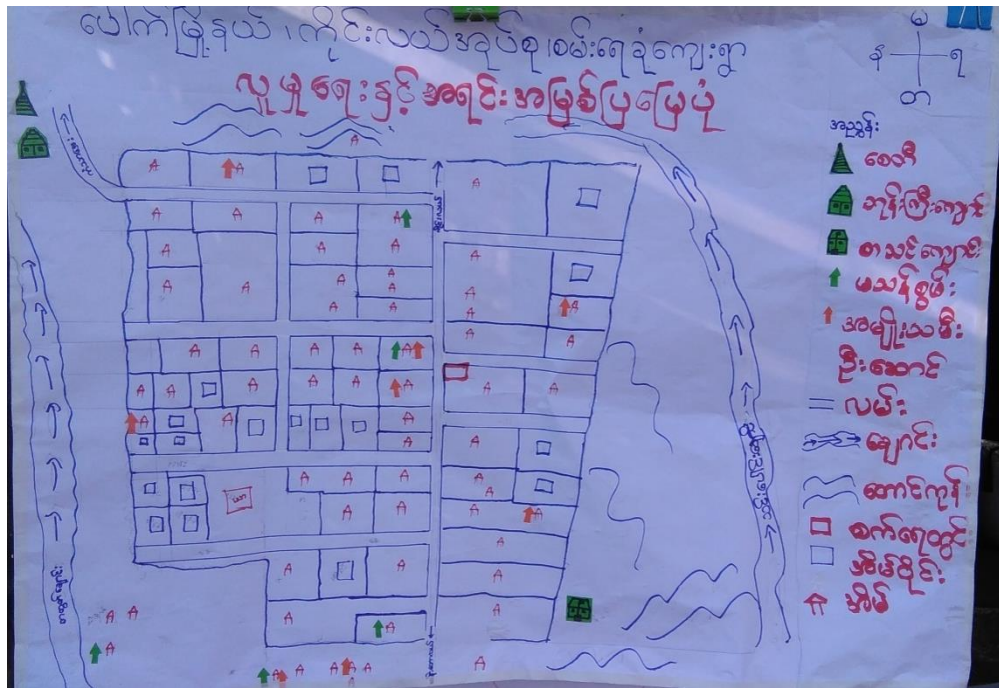 ပေါက်မြို့နယ်၊ ကိုင်းလယ်အုပ်စု၊ စမ်းရေခုံကျေးရွာ
လူမှုရေးနှင့်အရင်းအမြစ်ပြမြေပုံ
မ
န
ရ
တ
အညွှန်း
စေတီ
ဘုန်းကြီးကျောင်း
စာသင်ကျောင်း
မသန်စွမ်း
အမျိုးသမီး
ဦးဆောင်
လမ်း
ချောင်း
တောင်ကုန်း
စက်ရေတွင်း
အိမ်ဝိုင်း
အိမ်